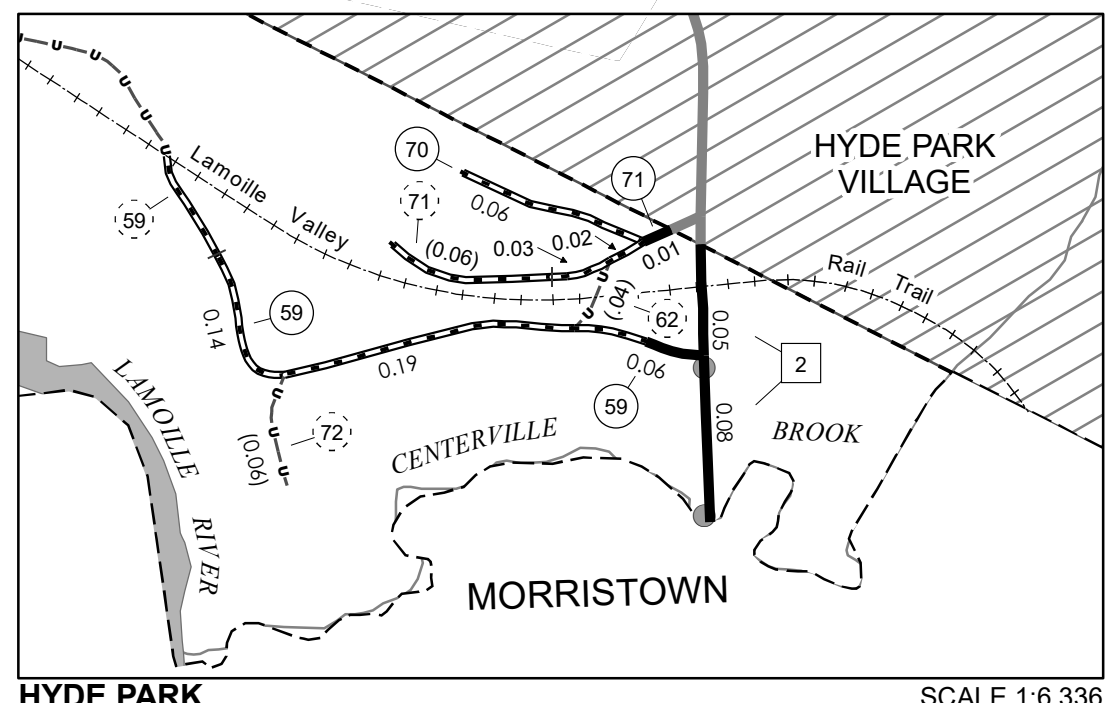 HYDE PARK
VILLAGE
70
71
71
59
0.06
(0.06)
0.03
0.02
0.01
Lamoille
Valley
Rail
Trail
(.04)
62
59
0.14
0.19
0.06
59
0.05
2
0.08
72
(0.06)
LAMOILLE
RIVER
CENTERVILLE
BROOK
MORRISTOWN
U U U U U U
U U
U U U
HYDE PARK
SCALE 1:6,336